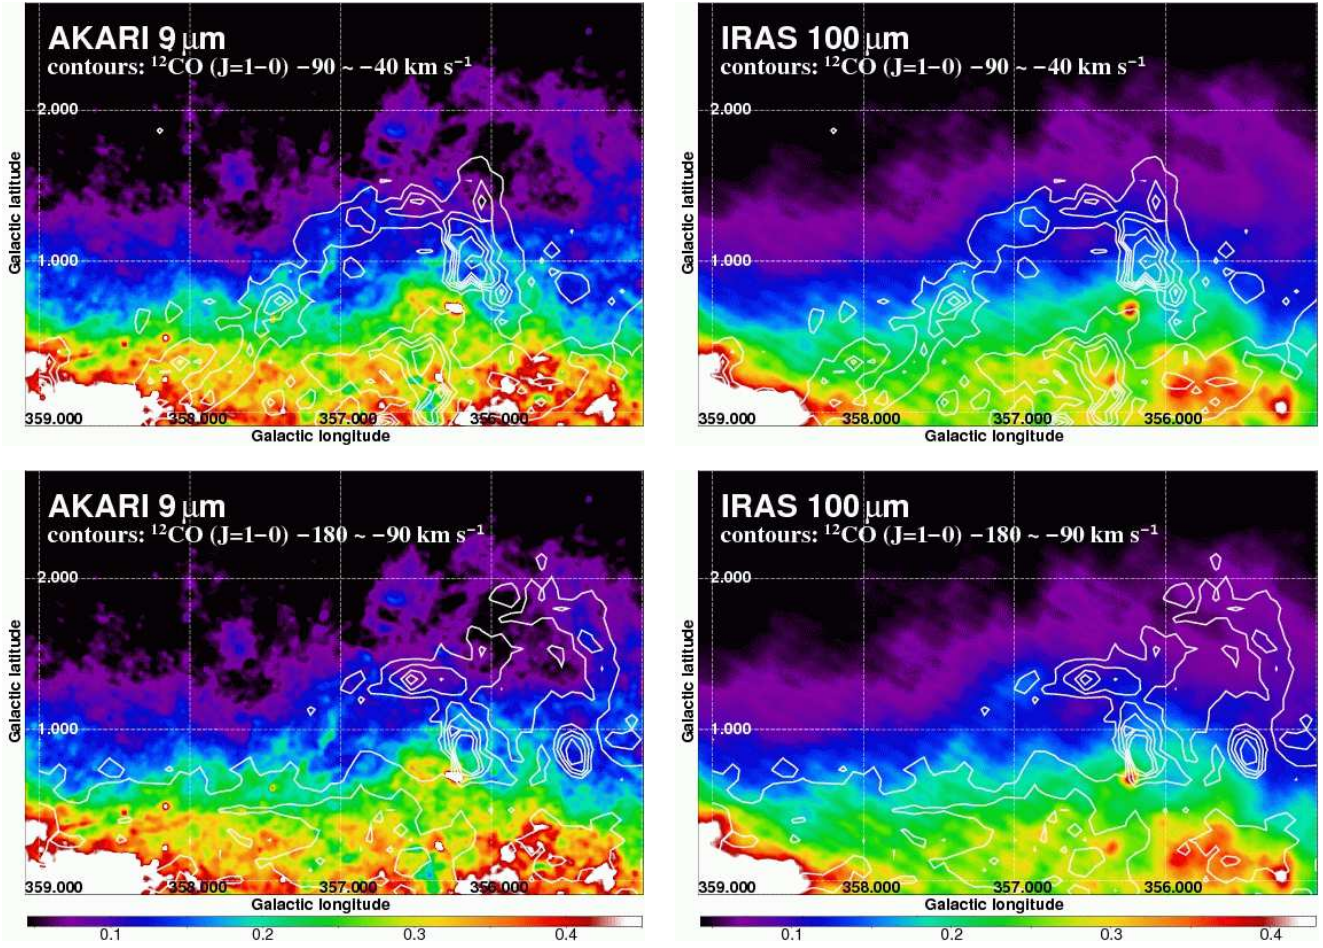 AKARI 9 μm
contours: ¹²CO (J=1−0) −90 ~ −40 km s⁻¹
2.000
1.000
359.000 358.000 357.000 356.000
Galactic longitude
Galactic latitude
IRAS 100 μm
contours: ¹²CO (J=1−0) −90 ~ −40 km s⁻¹
2.000
1.000
359.000 358.000 357.000 356.000
Galactic longitude
Galactic latitude
AKARI 9 μm
contours: ¹²CO (J=1−0) −180 ~ −90 km s⁻¹
2.000
1.000
359.000 358.000 357.000 356.000
Galactic longitude
Galactic latitude
0.1 0.2 0.3 0.4
IRAS 100 μm
contours: ¹²CO (J=1−0) −180 ~ −90 km s⁻¹
2.000
1.000
359.000 358.000 357.000 356.000
Galactic longitude
Galactic latitude
0.1 0.2 0.3 0.4